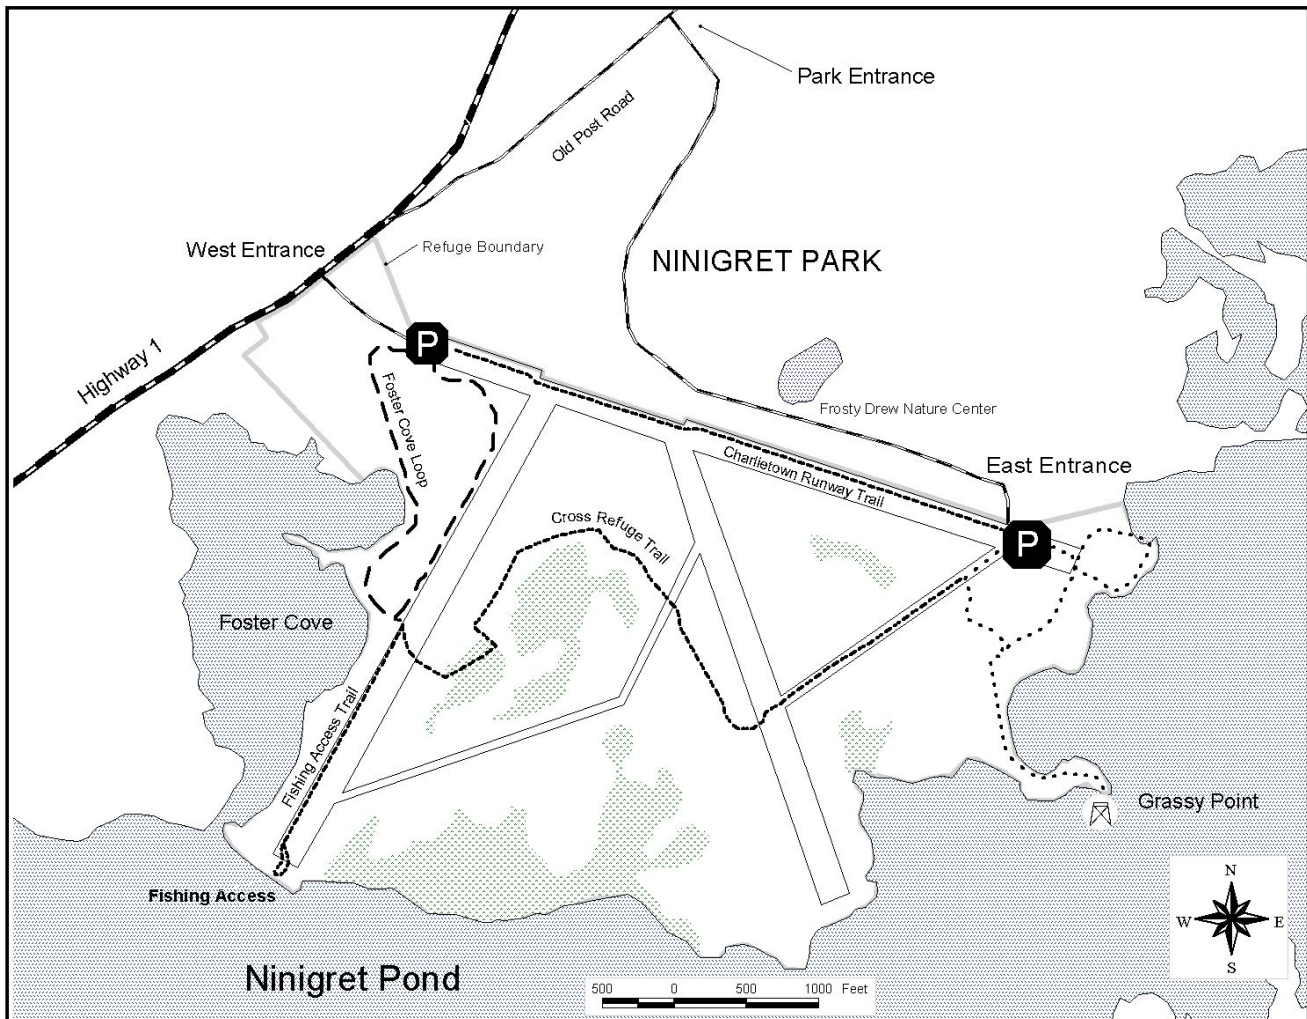 Park Entrance
Old Post Road
West Entrance
Refuge Boundary
NINIGRET PARK
P
Highway 1
Foster Cove Loop
Frosty Drew Nature Center
Charlietown Runway Trail
East Entrance
P
Cross Refuge Trail
Foster Cove
Fishing Access Trail
Grassy Point
Fishing Access
N
W E
S
Ninigret Pond
500 0 500 1000 Feet